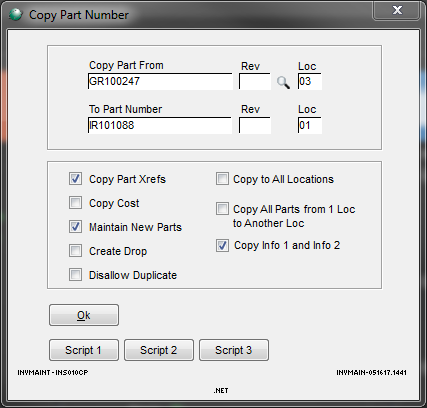 Copy Part Number
X
Copy Part From Rev Loc
GR100247 03
To Part Number Rev Loc
IR101088 01
Copy Part Xrefs
Copy to All Locations
Copy Cost
Copy All Parts from 1 Loc
to Another Loc
Maintain New Parts
Copy Info 1 and Info 2
Create Drop
Disallow Duplicate
Ok
Script 1 Script 2 Script 3
INVMAINT - INS010CP INVMAIN-051617.1441
.NET